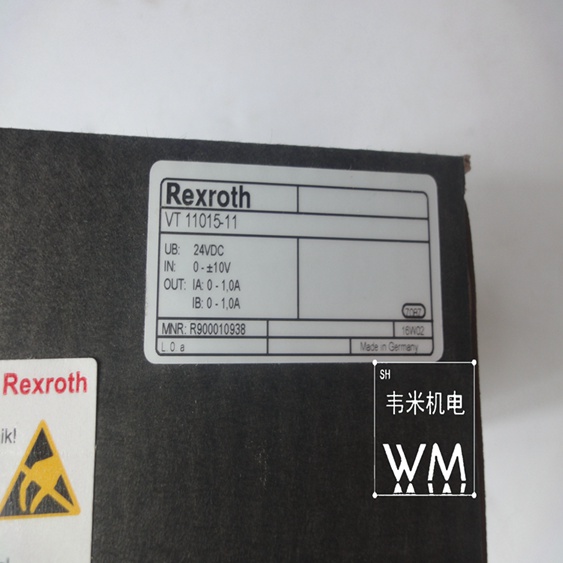 Rexroth
VT 11015-11
UB: 24VDC
IN: 0 - ±10V
OUT: IA: 0 - 1,0A
IB: 0 - 1,0A
7087
MNR: R900010938
16W02
L.0. a
Made in Germany
Rexroth
ik!
SH
韦米机电
WM